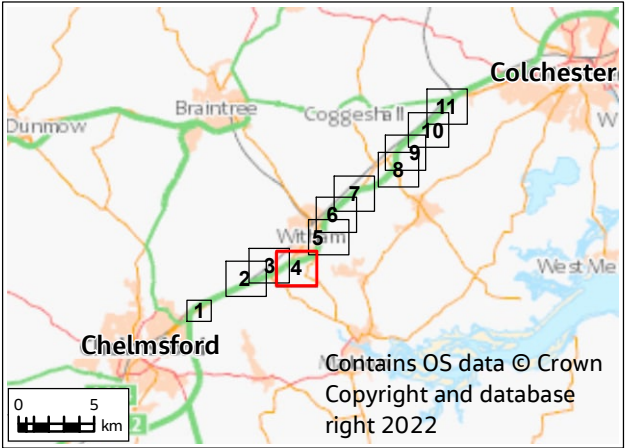 Colchester
11
Braintree
Coggeshall
Dunmow
10
W
9
8
7
6
Witham
5
West Me
3
4
2
1
Chelmsford
M
Contains OS data © Crown
Copyright and database
right 2022
0 5
km
2